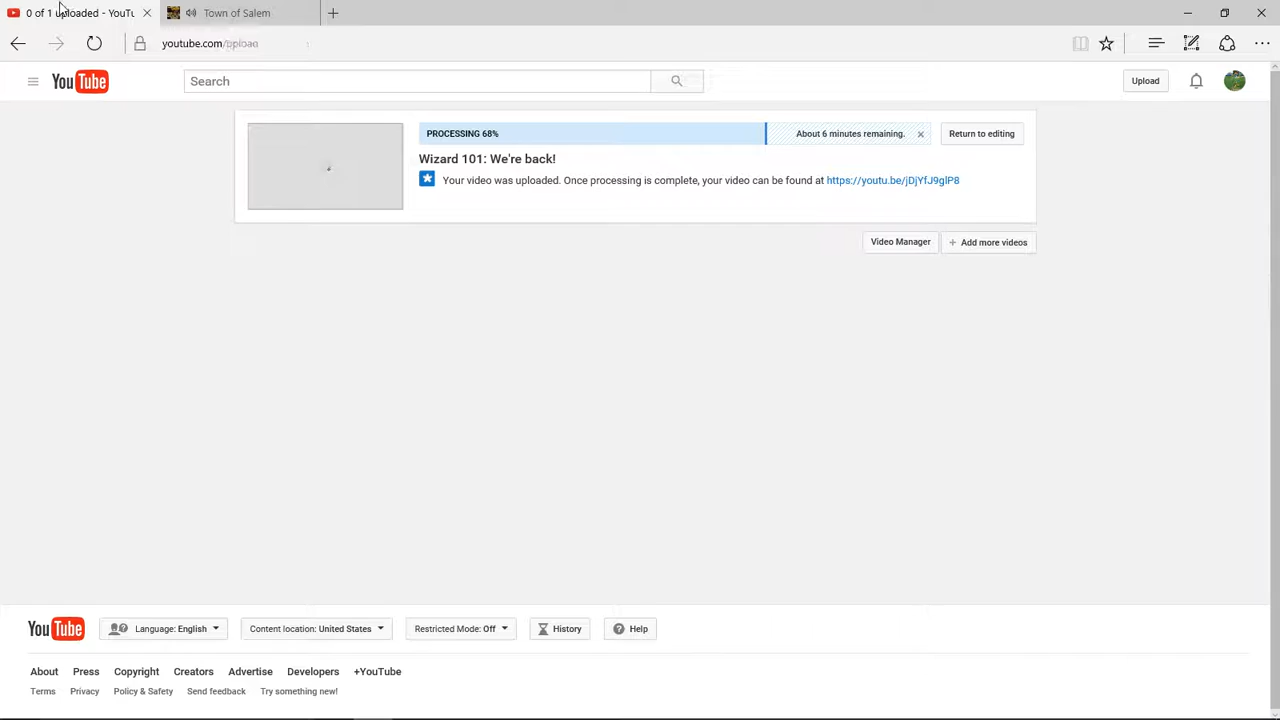 0 of 1 uploaded - YouTu
Town of Salem
youtube.com/upload
YouTube
Search
Upload
PROCESSING 68%
About 6 minutes remaining.
Return to editing
Wizard 101: We're back!
Your video was uploaded. Once processing is complete, your video can be found at https://youtu.be/jDjYfJ9glP8
Video Manager
+ Add more videos
YouTube
Language: English
Content location: United States
Restricted Mode: Off
History
Help
About Press Copyright Creators Advertise Developers +YouTube
Terms Privacy Policy & Safety Send feedback Try something new!